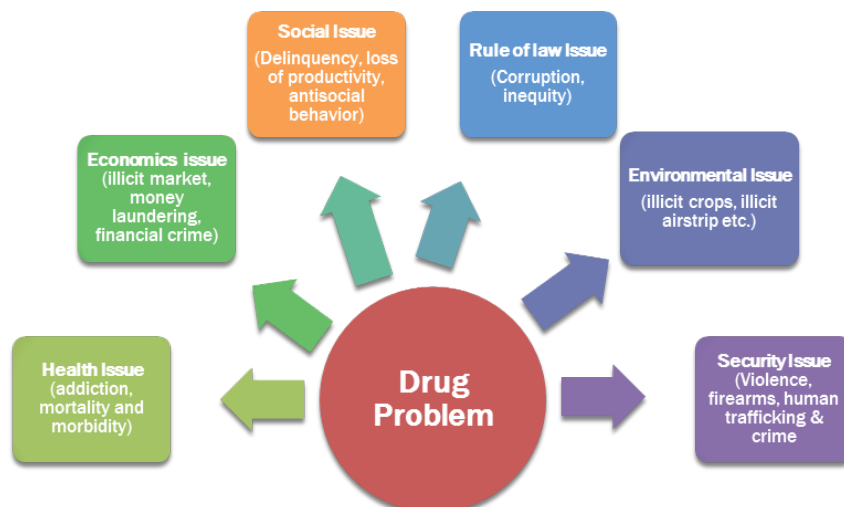 Social Issue
(Delinquency, loss
of productivity,
antisocial
behavior)
Rule of law Issue
(Corruption,
inequity)
Economics issue
(illicit market,
money
laundering,
financial crime)
Environmental Issue
(illicit crops, illicit
airstrip etc.)
Health Issue
(addiction,
mortality and
morbidity)
Drug
Problem
Security Issue
(Violence,
firearms, human
trafficking &
crime